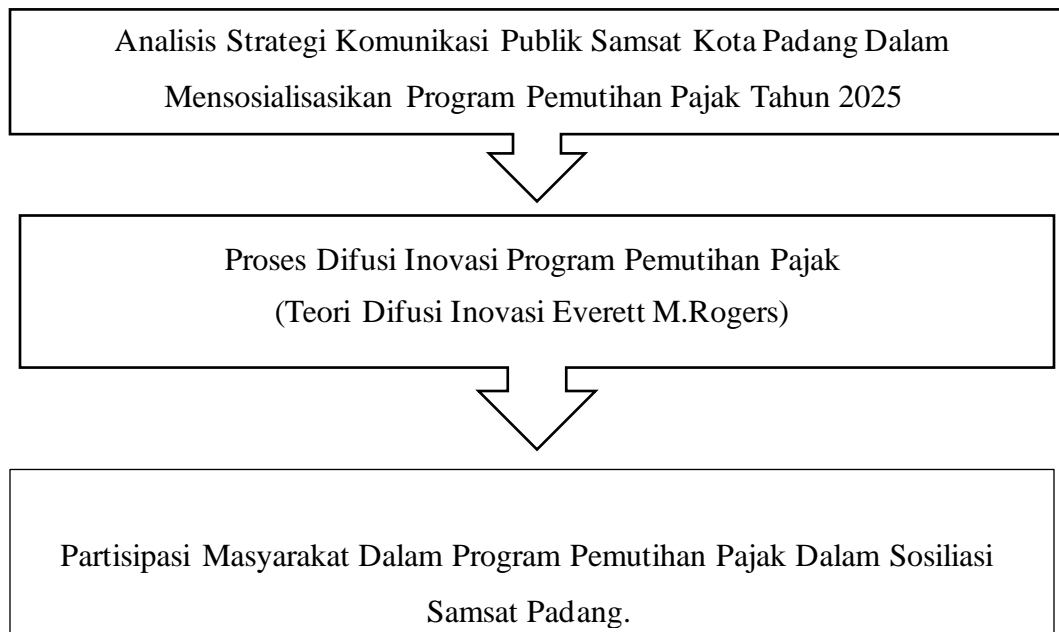 Analisis Strategi Komunikasi Publik Samsat Kota Padang Dalam
Mensosialisasikan Program Pemutihan Pajak Tahun 2025
Proses Difusi Inovasi Program Pemutihan Pajak
(Teori Difusi Inovasi Everett M.Rogers)
Partisipasi Masyarakat Dalam Program Pemutihan Pajak Dalam Sosiliasi
Samsat Padang.